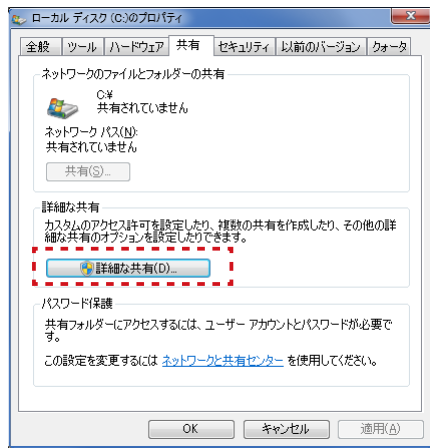 ローカル ディスク (C:)のプロパティ
全般 ツール ハードウェア 共有 セキュリティ 以前のバージョン クォータ
ネットワークのファイルとフォルダーの共有
C:¥
共有されていません
ネットワーク パス(N):
共有されていません
共有(S)...
詳細な共有
カスタムのアクセス許可を設定したり、複数の共有を作成したり、その他の詳
細な共有のオプションを設定したりできます。
詳細な共有(D)...
パスワード保護
共有フォルダーにアクセスするには、ユーザー アカウントとパスワードが必要で
す。
この設定を変更するには ネットワークと共有センター を使用してください。
OK キャンセル 適用(A)